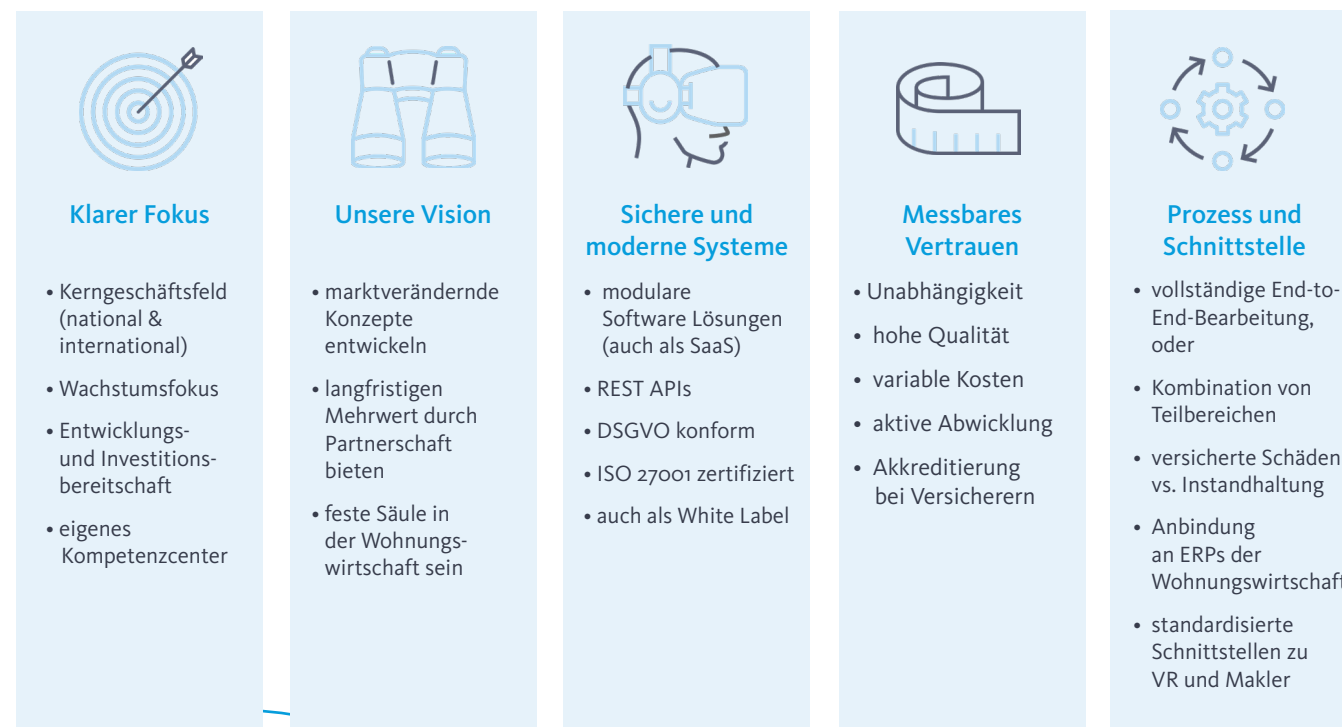 Klarer Fokus
• Kerngeschäftsfeld
(national &
international)
• Wachstumsfokus
• Entwicklungs-
und Investitions-
bereitschaft
• eigenes
Kompetenzcenter
Unsere Vision
• marktverändernde
Konzepte
entwickeln
• langfristigen
Mehrwert durch
Partnerschaft
bieten
• feste Säule in
der Wohnungs-
wirtschaft sein
Sichere und
moderne Systeme
• modulare
Software Lösungen
(auch als SaaS)
• REST APIs
• DSGVO konform
• ISO 27001 zertifiziert
• auch als White Label
Messbares
Vertrauen
• Unabhängigkeit
• hohe Qualität
• variable Kosten
• aktive Abwicklung
• Akkreditierung
bei Versicherern
Prozess und
Schnittstelle
• vollständige End-to-
End-Bearbeitung,
oder
• Kombination von
Teilbereichen
• versicherte Schäden
vs. Instandhaltung
• Anbindung
an ERPs der
Wohnungswirtschaft
• standardisierte
Schnittstellen zu
VR und Makler